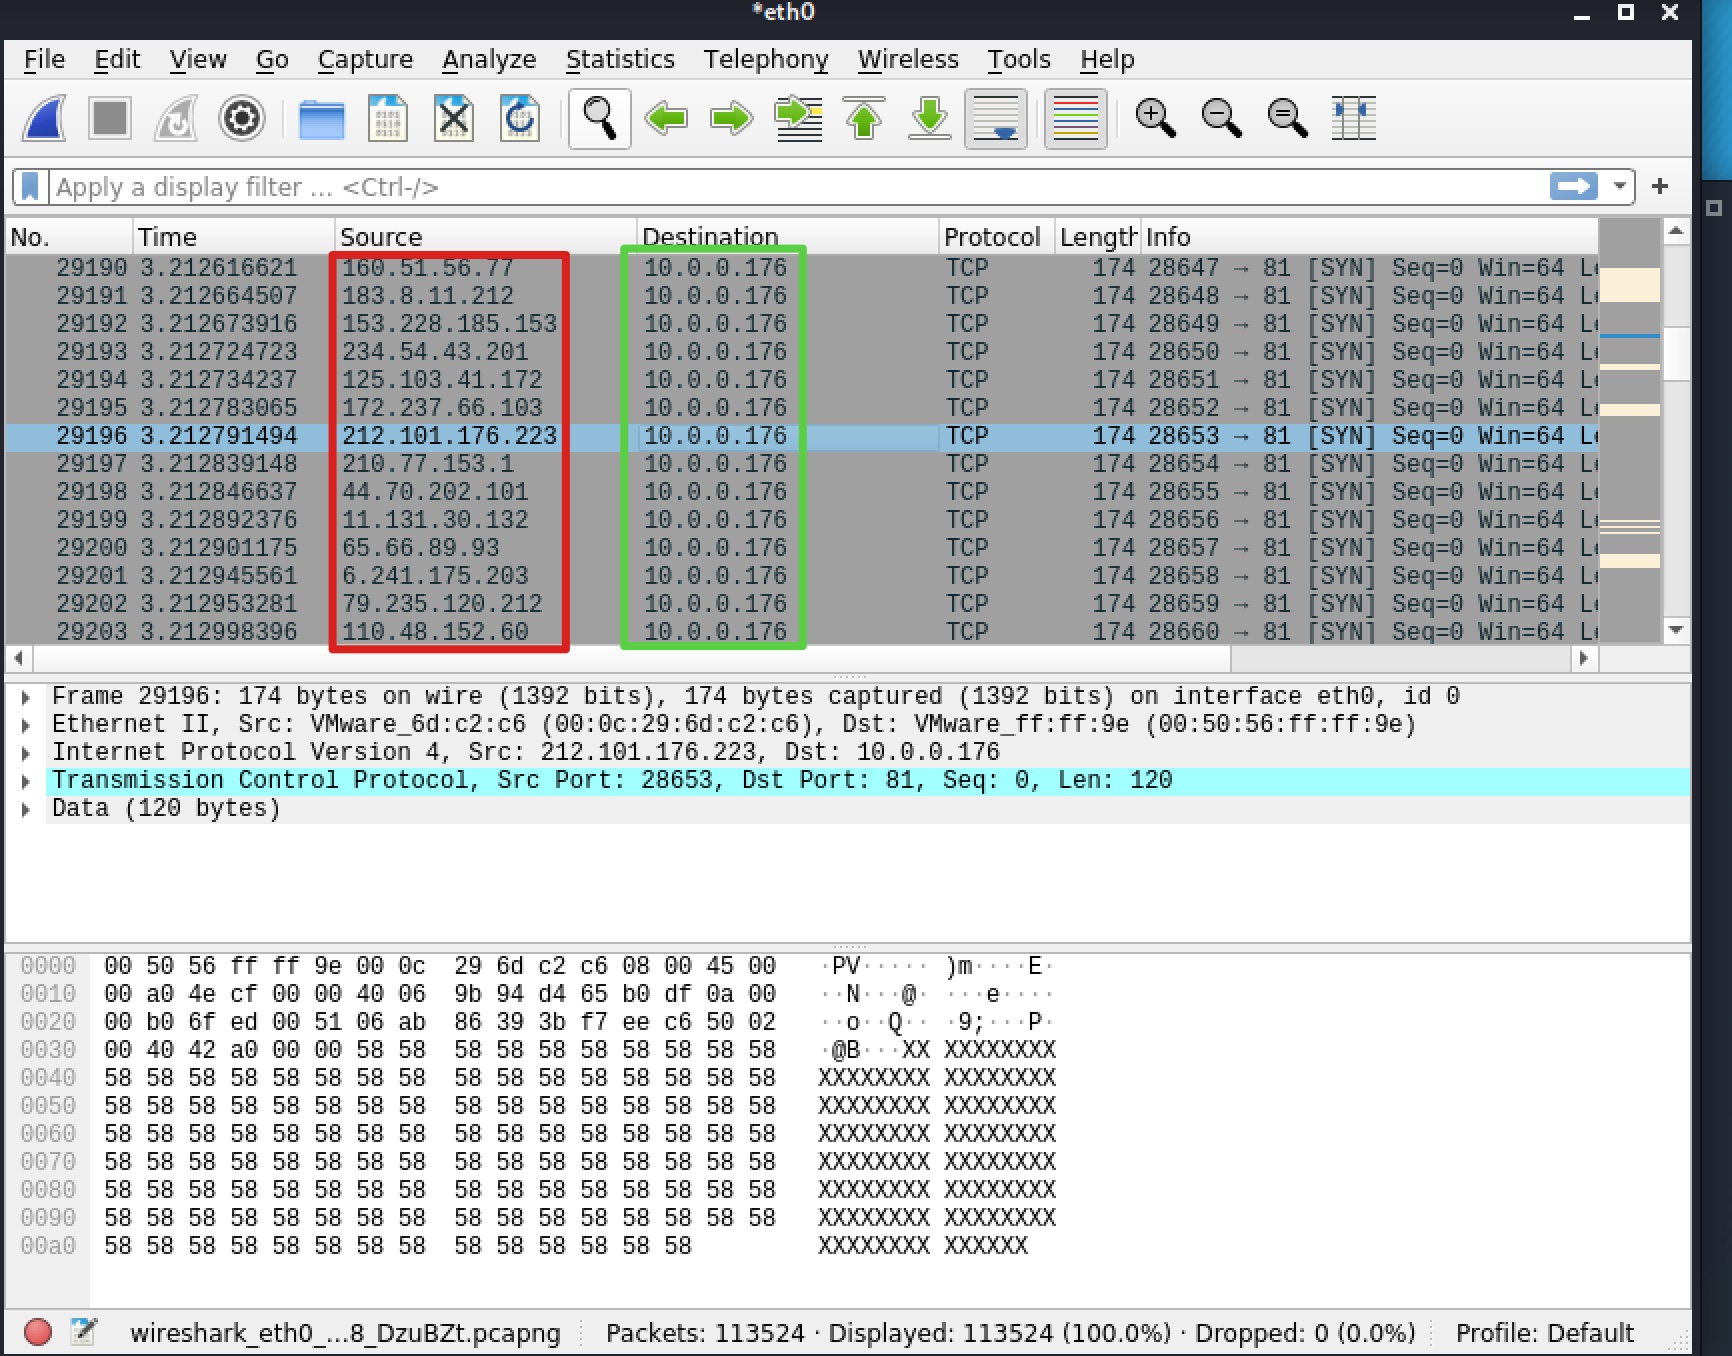 *eth0
File Edit View Go Capture Analyze Statistics Telephony Wireless Tools Help
Apply a display filter ... <Ctrl-/>
+
No. Time Source Destination Protocol Length Info
29190 3.212616621 160.51.56.77 10.0.0.176 TCP 174 28647 → 81 [SYN] Seq=0 Win=64 Le
29191 3.212664507 183.8.11.212 10.0.0.176 TCP 174 28648 → 81 [SYN] Seq=0 Win=64 Le
29192 3.212673916 153.228.185.153 10.0.0.176 TCP 174 28649 → 81 [SYN] Seq=0 Win=64 Le
29193 3.212724723 234.54.43.201 10.0.0.176 TCP 174 28650 → 81 [SYN] Seq=0 Win=64 Le
29194 3.212734237 125.103.41.172 10.0.0.176 TCP 174 28651 → 81 [SYN] Seq=0 Win=64 Le
29195 3.212783065 172.237.66.103 10.0.0.176 TCP 174 28652 → 81 [SYN] Seq=0 Win=64 Le
29196 3.212791494 212.101.176.223 10.0.0.176 TCP 174 28653 → 81 [SYN] Seq=0 Win=64 Le
29197 3.212839148 210.77.153.1 10.0.0.176 TCP 174 28654 → 81 [SYN] Seq=0 Win=64 Le
29198 3.212846637 44.70.202.101 10.0.0.176 TCP 174 28655 → 81 [SYN] Seq=0 Win=64 Le
29199 3.212892376 11.131.30.132 10.0.0.176 TCP 174 28656 → 81 [SYN] Seq=0 Win=64 Le
29200 3.212901175 65.66.89.93 10.0.0.176 TCP 174 28657 → 81 [SYN] Seq=0 Win=64 Le
29201 3.212945561 6.241.175.203 10.0.0.176 TCP 174 28658 → 81 [SYN] Seq=0 Win=64 Le
29202 3.212953281 79.235.120.212 10.0.0.176 TCP 174 28659 → 81 [SYN] Seq=0 Win=64 Le
29203 3.212998396 110.48.152.60 10.0.0.176 TCP 174 28660 → 81 [SYN] Seq=0 Win=64 Le
Frame 29196: 174 bytes on wire (1392 bits), 174 bytes captured (1392 bits) on interface eth0, id 0
Ethernet II, Src: VMware_6d:c2:c6 (00:0c:29:6d:c2:c6), Dst: VMware_ff:ff:9e (00:50:56:ff:ff:9e)
Internet Protocol Version 4, Src: 212.101.176.223, Dst: 10.0.0.176
Transmission Control Protocol, Src Port: 28653, Dst Port: 81, Seq: 0, Len: 120
Data (120 bytes)
0000 00 50 56 ff ff 9e 00 0c 29 6d c2 c6 08 00 45 00 ·PV····· )m····E·
0010 00 a0 4e cf 00 00 40 06 9b 94 d4 65 b0 df 0a 00 ··N···@· ···e····
0020 00 b0 6f ed 00 51 06 ab 86 39 3b f7 ee c6 50 02 ··o··Q·· ·9;···P·
0030 00 40 42 a0 00 00 58 58 58 58 58 58 58 58 58 58 ·@B···XX XXXXXXXX
0040 58 58 58 58 58 58 58 58 58 58 58 58 58 58 58 58 XXXXXXXX XXXXXXXX
0050 58 58 58 58 58 58 58 58 58 58 58 58 58 58 58 58 XXXXXXXX XXXXXXXX
0060 58 58 58 58 58 58 58 58 58 58 58 58 58 58 58 58 XXXXXXXX XXXXXXXX
0070 58 58 58 58 58 58 58 58 58 58 58 58 58 58 58 58 XXXXXXXX XXXXXXXX
0080 58 58 58 58 58 58 58 58 58 58 58 58 58 58 58 58 XXXXXXXX XXXXXXXX
0090 58 58 58 58 58 58 58 58 58 58 58 58 58 58 58 58 XXXXXXXX XXXXXXXX
00a0 58 58 58 58 58 58 58 58 58 58 58 58 58 58 XXXXXXXX XXXXXX
wireshark_eth0_...8_DzuBZt.pcapng Packets: 113524 · Displayed: 113524 (100.0%) · Dropped: 0 (0.0%) Profile: Default